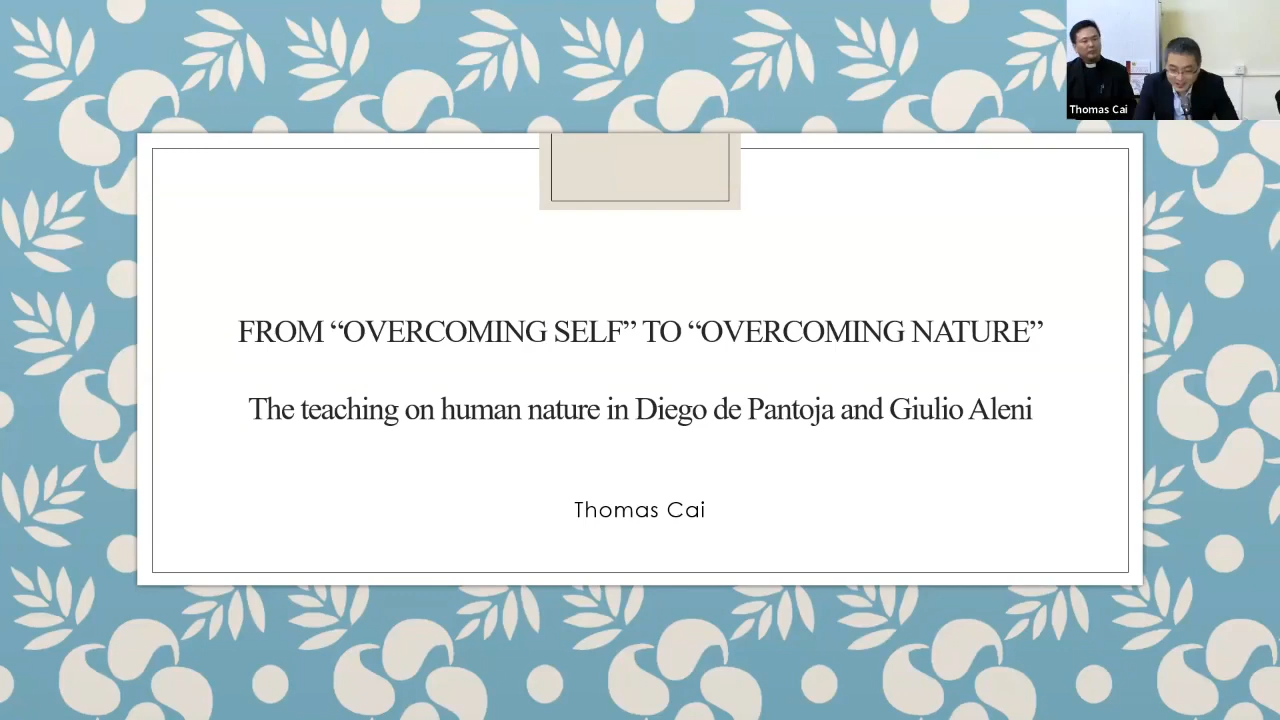 Thomas Cai
FROM “OVERCOMING SELF” TO “OVERCOMING NATURE”
The teaching on human nature in Diego de Pantoja and Giulio Aleni
Thomas Cai